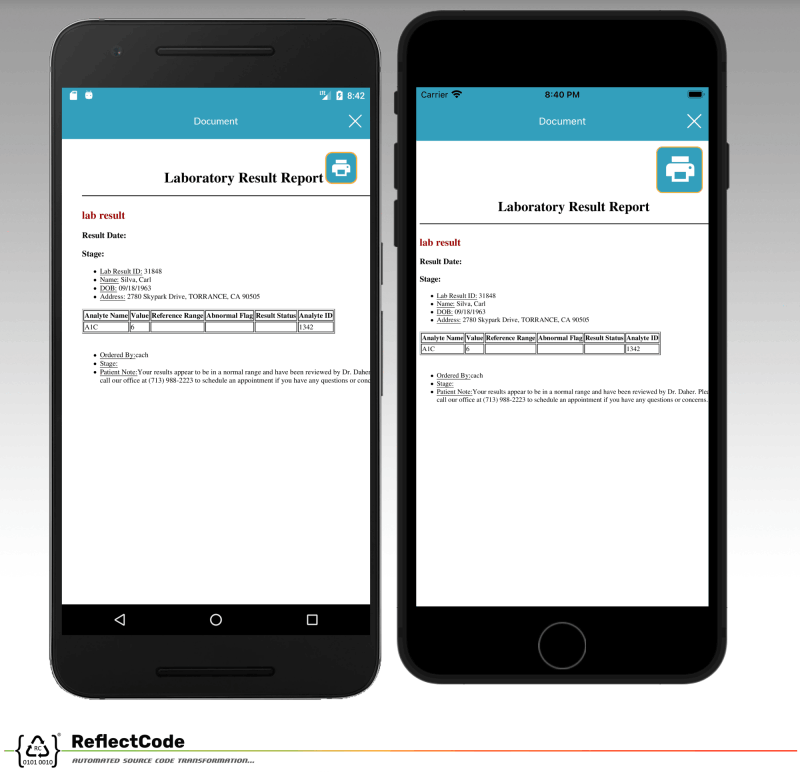 8:42
Document
Laboratory Result Report
lab result
Result Date:
Stage:
• Lab Result ID: 31848
• Name: Silva, Carl
• DOB: 09/18/1963
• Address: 2780 Skypark Drive, TORRANCE, CA 90505
Analyte Name Value Reference Range Abnormal Flag Result Status Analyte ID
A1C 6 1342
• Ordered By:cach
• Stage:
• Patient Note:Your results appear to be in a normal range and have been reviewed by Dr. Daher
call our office at (713) 988-2223 to schedule an appointment if you have any questions or conc
Carrier 8:40 PM
Document
Laboratory Result Report
lab result
Result Date:
Stage:
• Lab Result ID: 31848
• Name: Silva, Carl
• DOB: 09/18/1963
• Address: 2780 Skypark Drive, TORRANCE, CA 90505
Analyte Name Value Reference Range Abnormal Flag Result Status Analyte ID
A1C 6 1342
• Ordered By:cach
• Stage:
• Patient Note:Your results appear to be in a normal range and have been reviewed by Dr. Daher. Plea
call our office at (713) 988-2223 to schedule an appointment if you have any questions or concerns.
RC
0101 0010
®
ReflectCode
AUTOMATED SOURCE CODE TRANSFORMATION...